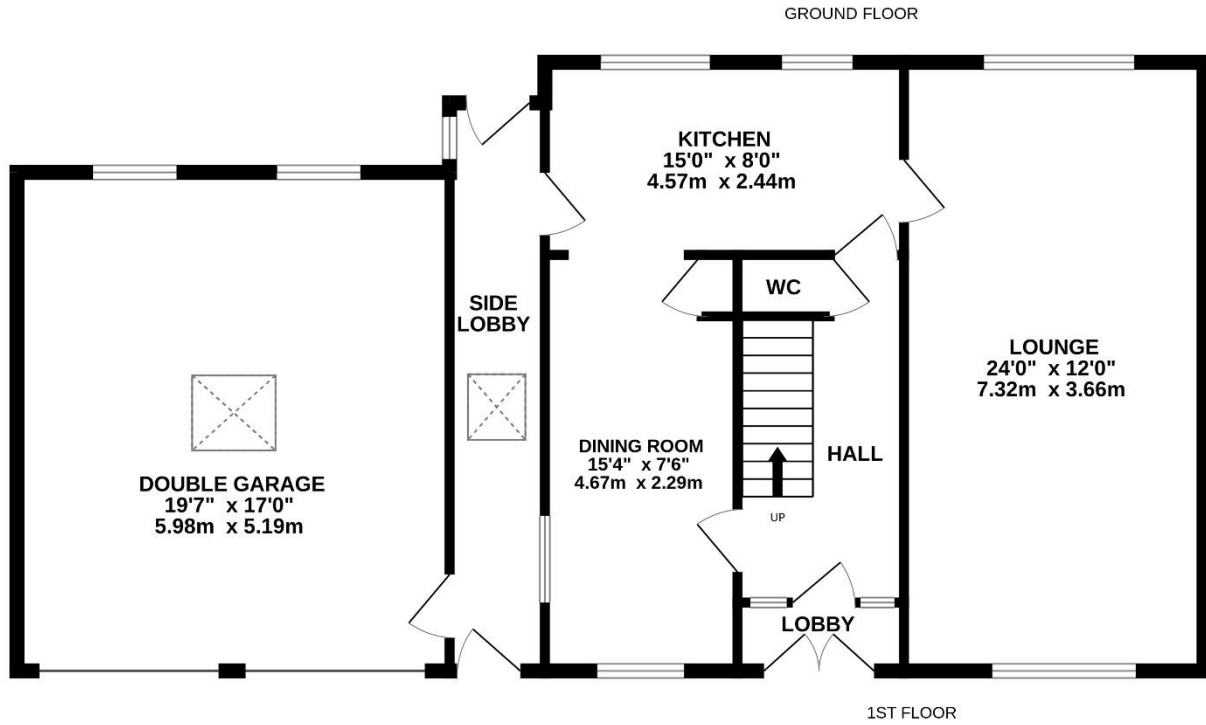 GROUND FLOOR
KITCHEN
15'0" x 8'0"
4.57m x 2.44m
WC
SIDE
LOBBY
LOUNGE
24'0" x 12'0"
7.32m x 3.66m
DINING ROOM
15'4" x 7'6"
4.67m x 2.29m
HALL
DOUBLE GARAGE
19'7" x 17'0"
5.98m x 5.19m
UP
LOBBY
1ST FLOOR